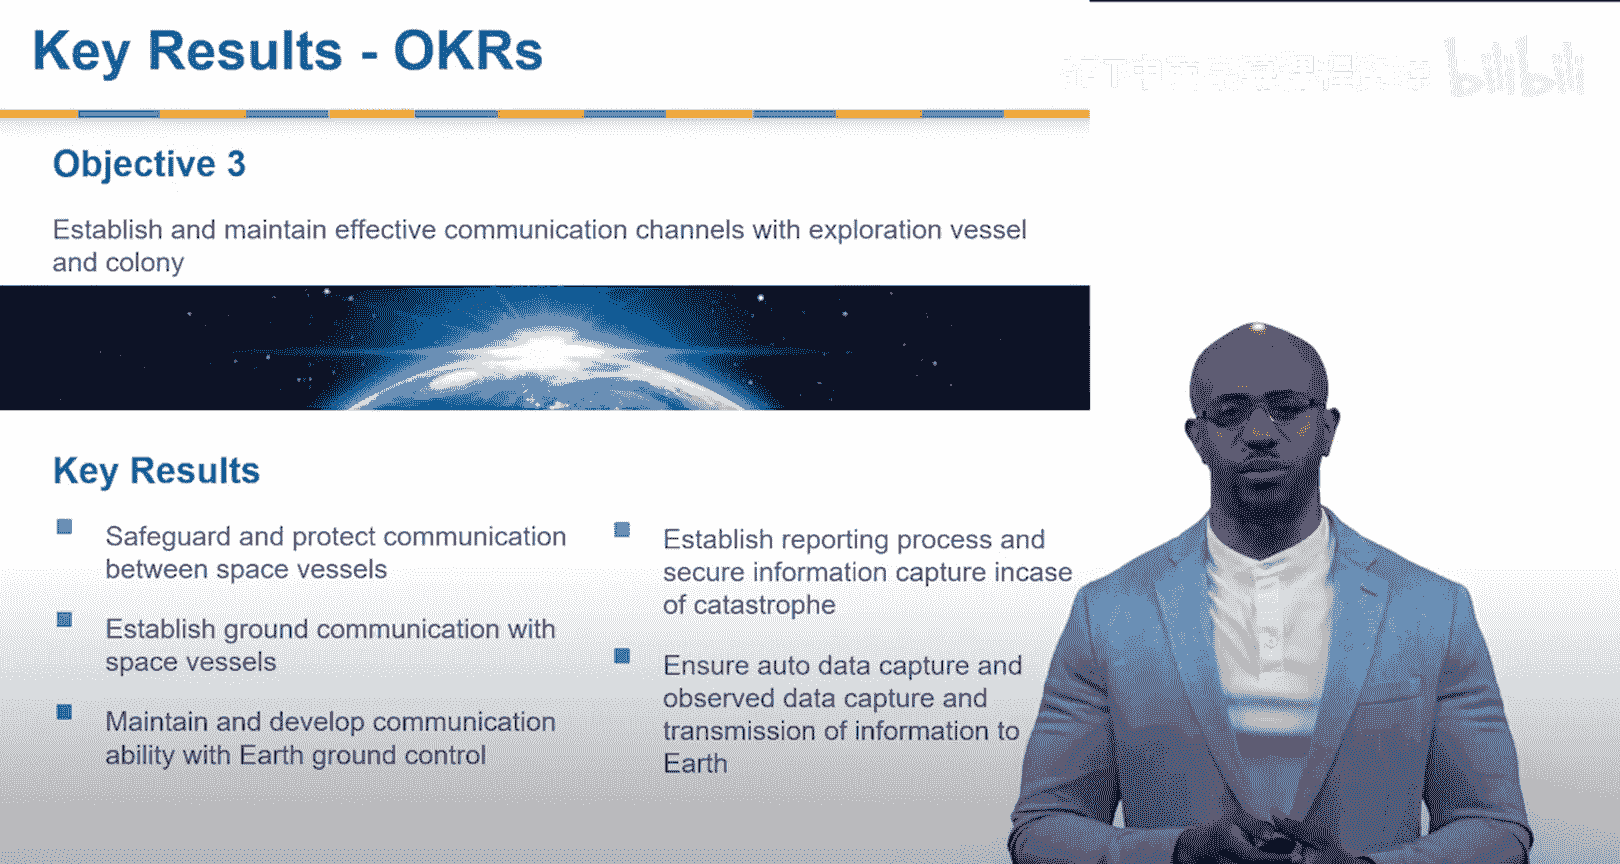 Key Results - OKRs
bilibili
Objective 3
Establish and maintain effective communication channels with exploration vessel
and colony
Key Results
Safeguard and protect communication
between space vessels
Establish ground communication with
space vessels
Maintain and develop communication
ability with Earth ground control
Establish reporting process and
secure information capture incase
of catastrophe
Ensure auto data capture and
observed data capture and
transmission of information to
Earth